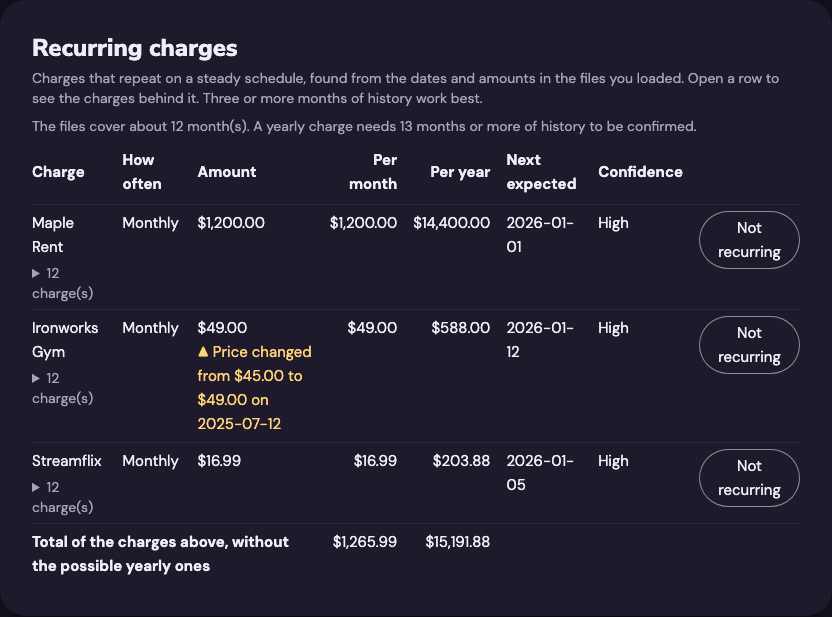 Recurring charges
Charges that repeat on a steady schedule, found from the dates and amounts in the files you loaded. Open a row to
see the charges behind it. Three or more months of history work best.
The files cover about 12 month(s). A yearly charge needs 13 months or more of history to be confirmed.
Charge How often Amount Per month Per year Next expected Confidence
Maple Rent Monthly $1,200.00 $1,200.00 $14,400.00 2026-01-01 High Not recurring
▶ 12 charge(s)
Ironworks Gym Monthly $49.00 $49.00 $588.00 2026-01-12 High Not recurring
▲ Price changed from $45.00 to $49.00 on 2025-07-12
▶ 12 charge(s)
Streamflix Monthly $16.99 $16.99 $203.88 2026-01-05 High Not recurring
▶ 12 charge(s)
Total of the charges above, without the possible yearly ones $1,265.99 $15,191.88